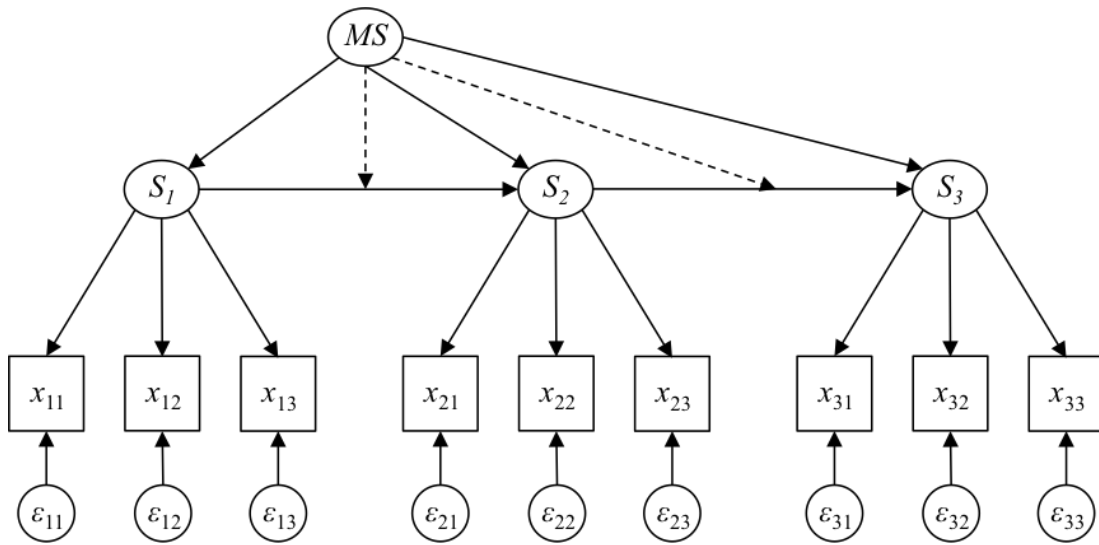 MS
S₁ S₂ S₃
x₁₁ x₁₂ x₁₃ x₂₁ x₂₂ x₂₃ x₃₁ x₃₂ x₃₃
ε₁₁ ε₁₂ ε₁₃ ε₂₁ ε₂₂ ε₂₃ ε₃₁ ε₃₂ ε₃₃